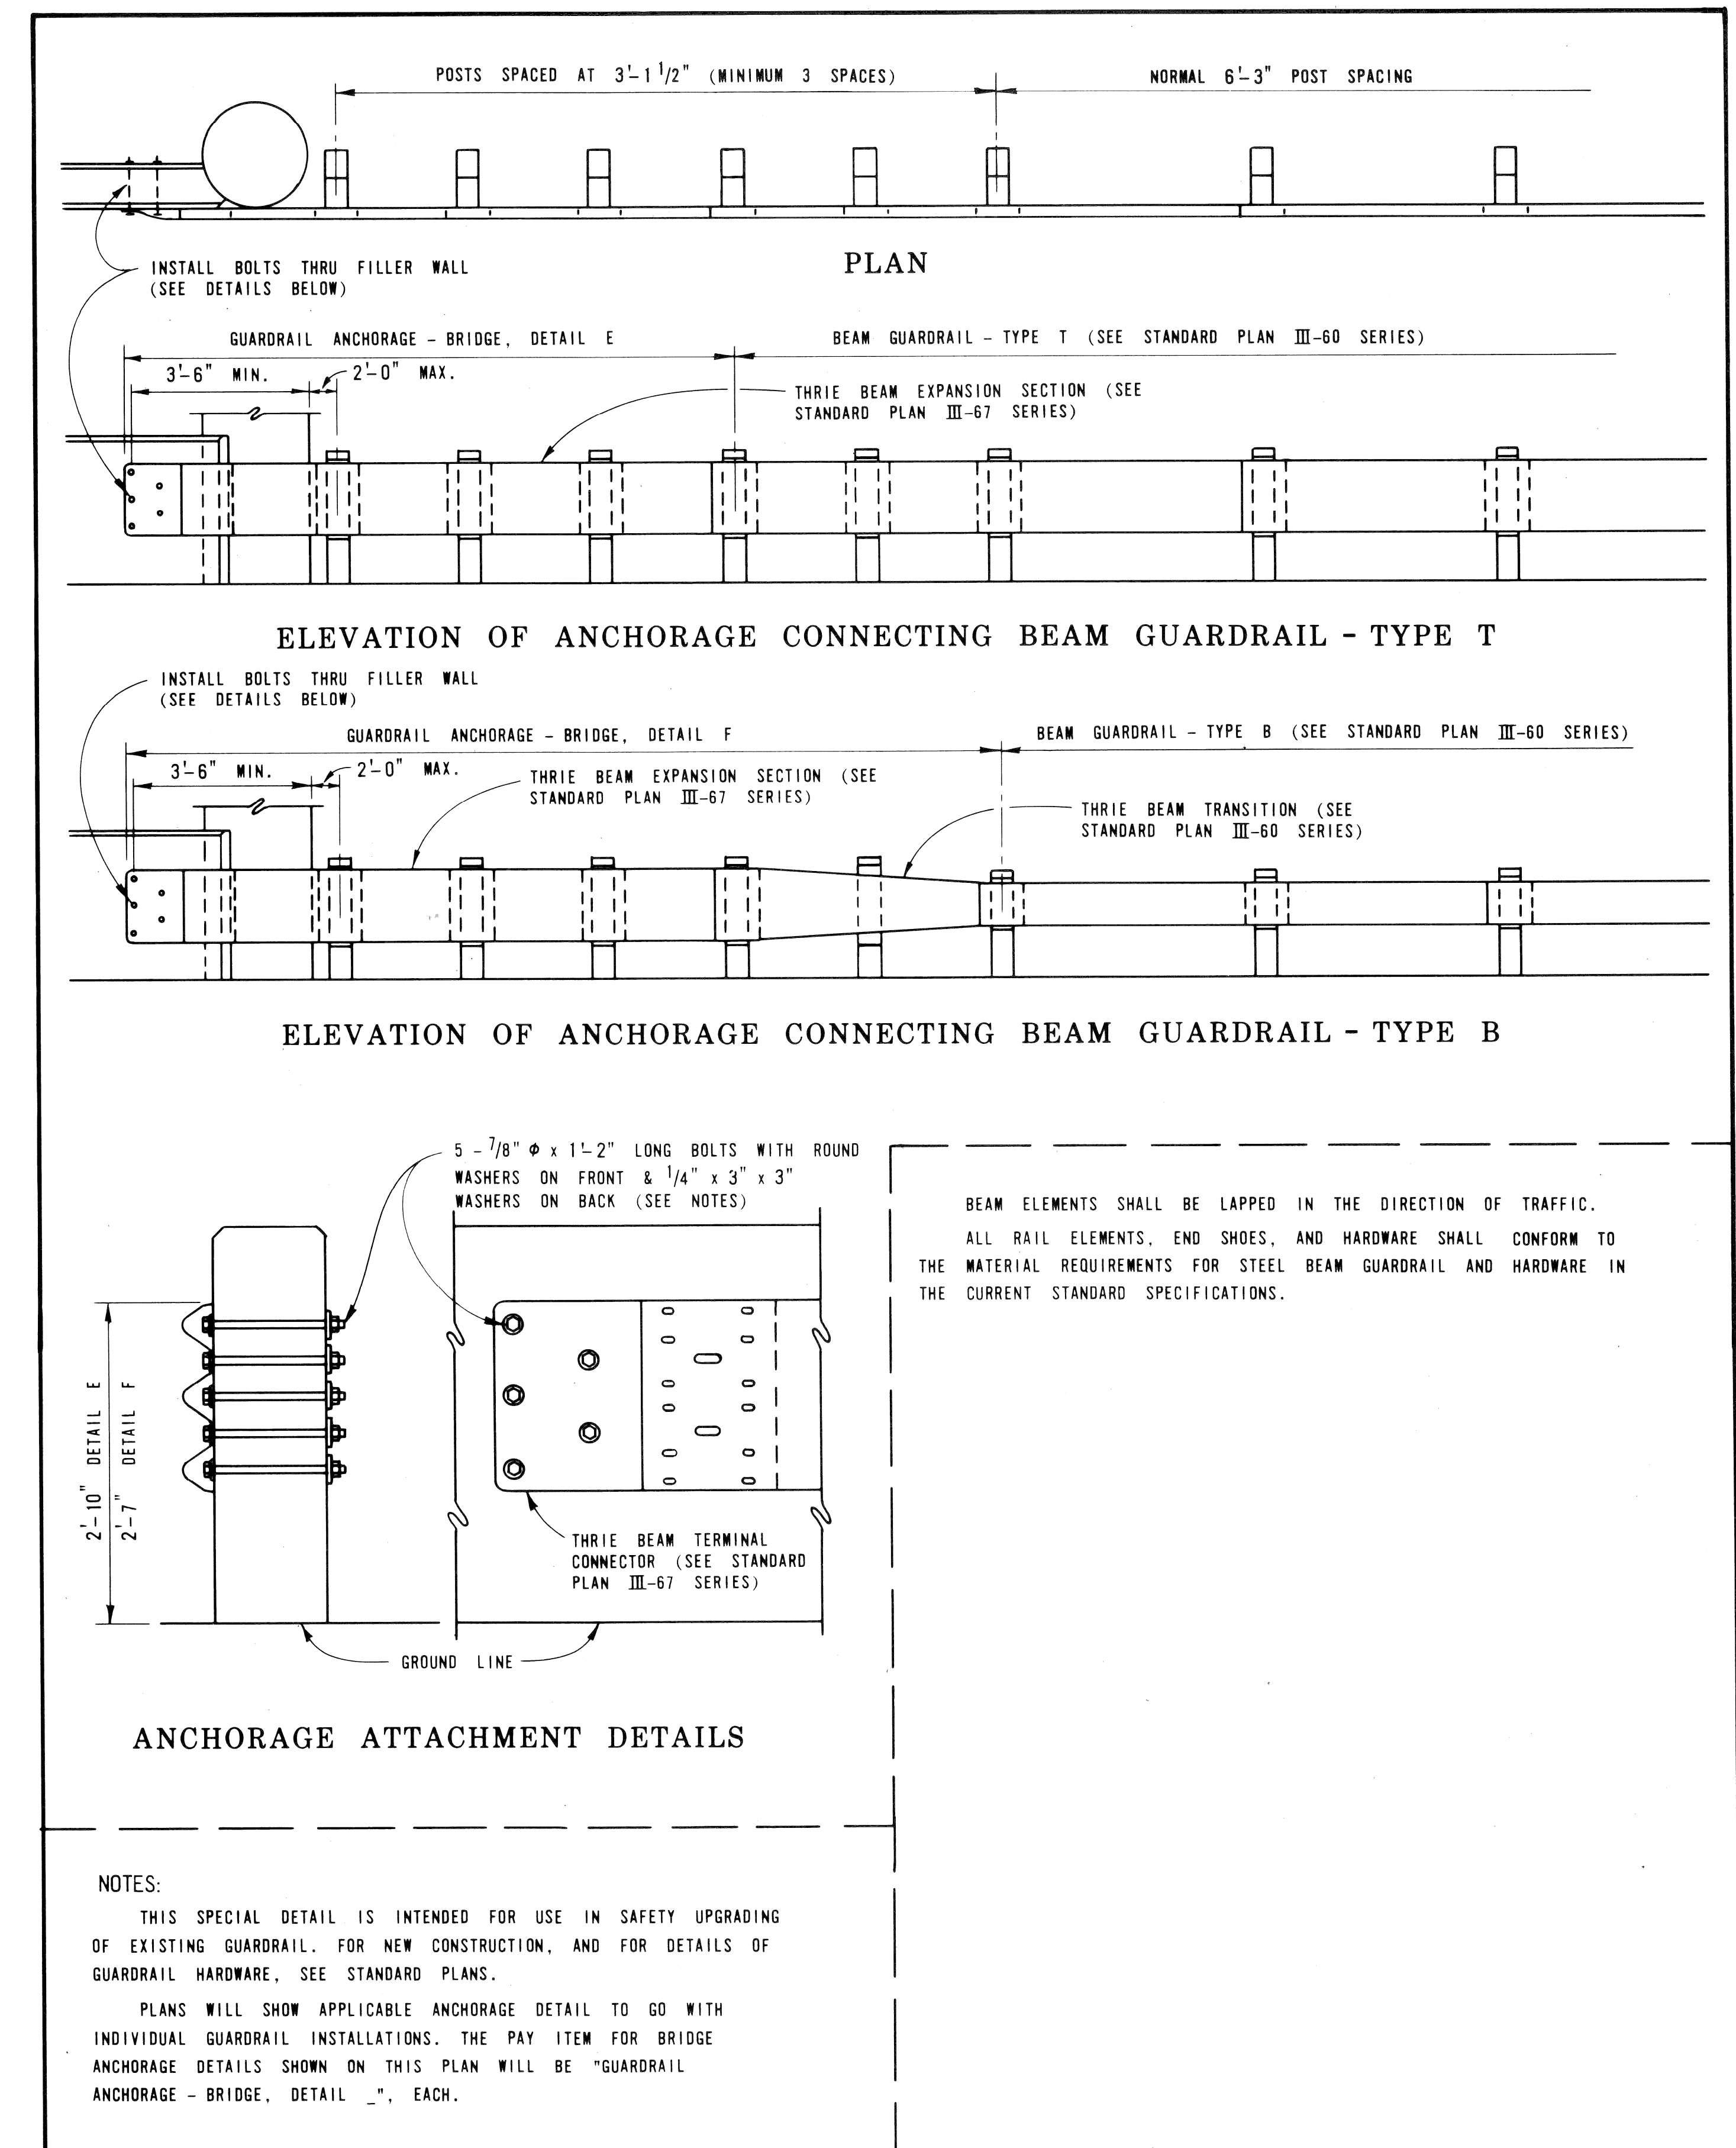 POSTS SPACED AT 3'-1 1/2" (MINIMUM 3 SPACES)
NORMAL 6'-3" POST SPACING
INSTALL BOLTS THRU FILLER WALL
(SEE DETAILS BELOW)
PLAN
GUARDRAIL ANCHORAGE - BRIDGE, DETAIL E
BEAM GUARDRAIL - TYPE T (SEE STANDARD PLAN III-60 SERIES)
3'-6" MIN.
2'-0" MAX.
THRIE BEAM EXPANSION SECTION (SEE
STANDARD PLAN III-67 SERIES)
ELEVATION OF ANCHORAGE CONNECTING BEAM GUARDRAIL - TYPE T
INSTALL BOLTS THRU FILLER WALL
(SEE DETAILS BELOW)
GUARDRAIL ANCHORAGE - BRIDGE, DETAIL F
BEAM GUARDRAIL - TYPE B (SEE STANDARD PLAN III-60 SERIES)
3'-6" MIN.
2'-0" MAX.
THRIE BEAM EXPANSION SECTION (SEE
STANDARD PLAN III-67 SERIES)
THRIE BEAM TRANSITION (SEE
STANDARD PLAN III-60 SERIES)
ELEVATION OF ANCHORAGE CONNECTING BEAM GUARDRAIL - TYPE B
5 - 7/8" Φ x 1'-2" LONG BOLTS WITH ROUND
WASHERS ON FRONT & 1/4" x 3" x 3"
WASHERS ON BACK (SEE NOTES)
2'-10" DETAIL E
2'-7" DETAIL F
THRIE BEAM TERMINAL
CONNECTOR (SEE STANDARD
PLAN III-67 SERIES)
GROUND LINE
ANCHORAGE ATTACHMENT DETAILS
BEAM ELEMENTS SHALL BE LAPPED IN THE DIRECTION OF TRAFFIC.
ALL RAIL ELEMENTS, END SHOES, AND HARDWARE SHALL CONFORM TO
THE MATERIAL REQUIREMENTS FOR STEEL BEAM GUARDRAIL AND HARDWARE IN
THE CURRENT STANDARD SPECIFICATIONS.
NOTES:
THIS SPECIAL DETAIL IS INTENDED FOR USE IN SAFETY UPGRADING
OF EXISTING GUARDRAIL. FOR NEW CONSTRUCTION, AND FOR DETAILS OF
GUARDRAIL HARDWARE, SEE STANDARD PLANS.
PLANS WILL SHOW APPLICABLE ANCHORAGE DETAIL TO GO WITH
INDIVIDUAL GUARDRAIL INSTALLATIONS. THE PAY ITEM FOR BRIDGE
ANCHORAGE DETAILS SHOWN ON THIS PLAN WILL BE "GUARDRAIL
ANCHORAGE - BRIDGE, DETAIL _", EACH.